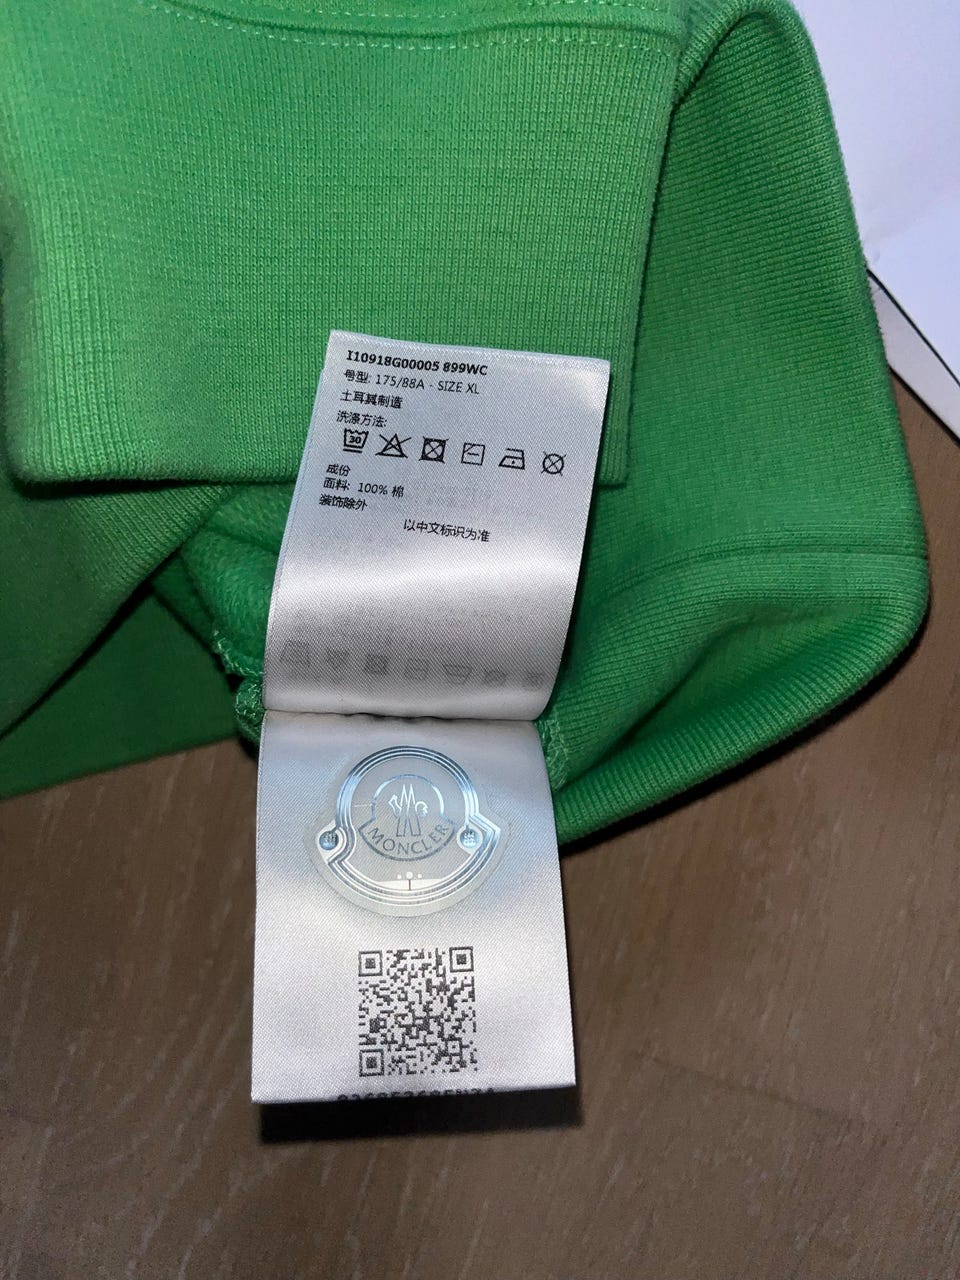 I10918G00005 899WC
号型: 175/88A - SIZE XL
土耳其制造
洗涤方法:
30
成份
面料: 100% 棉
装饰除外
以中文标识为准
MONCLER